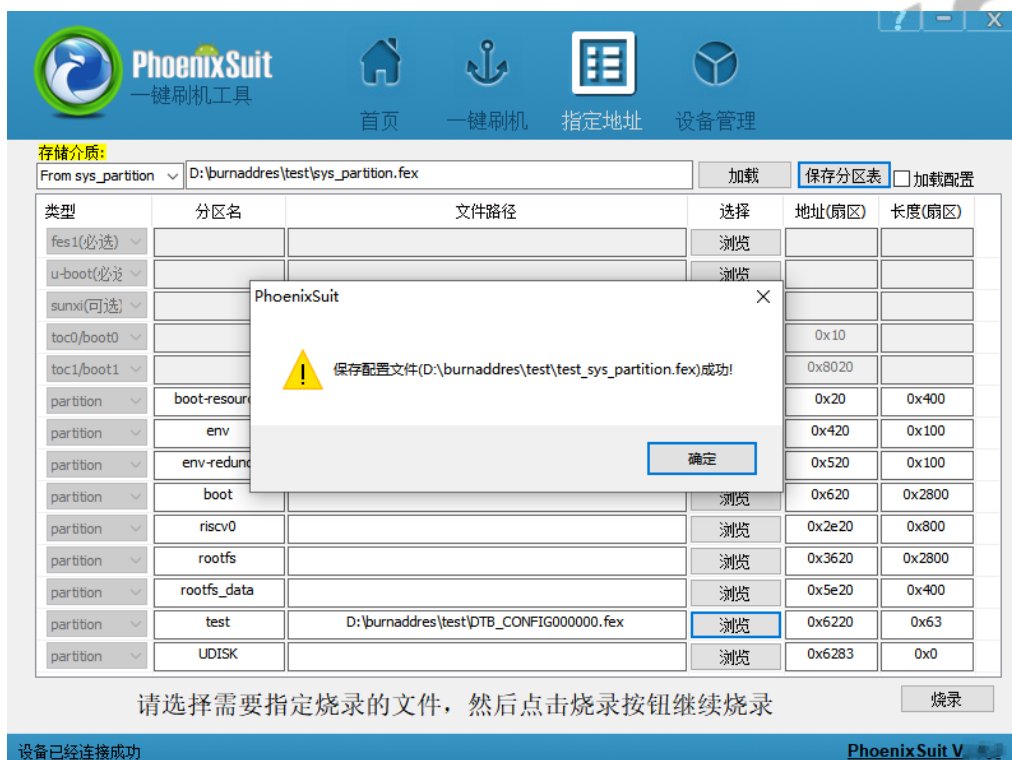 ? － X
PhoenixSuit
一键刷机工具
首页 一键刷机 指定地址 设备管理
存储介质:
From sys_partition D:\burnaddres\test\sys_partition.fex 加载 保存分区表 加载配置
类型 分区名 文件路径 选择 地址(扇区) 长度(扇区)
fes1(必选) 浏览
u-boot(必选 浏览
sunxi(可选)
toc0/boot0 0x10
toc1/boot1 0x8020
partition boot-resour 0x20 0x400
partition env 0x420 0x100
partition env-redund 0x520 0x100
partition boot 浏览 0x620 0x2800
partition riscv0 浏览 0x2e20 0x800
partition rootfs 浏览 0x3620 0x2800
partition rootfs_data 浏览 0x5e20 0x400
partition test D:\burnaddres\test\DTB_CONFIG000000.fex 浏览 0x6220 0x63
partition UDISK 浏览 0x6283 0x0
PhoenixSuit
保存配置文件(D:\burnaddres\test\test_sys_partition.fex)成功!
确定
请选择需要指定烧录的文件，然后点击烧录按钮继续烧录 烧录
设备已经连接成功 PhoenixSuit V